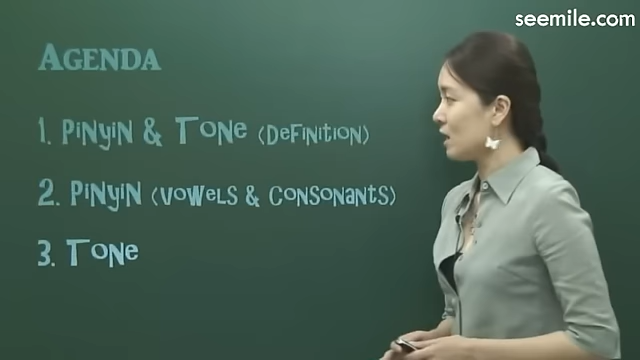 seemile.com
AGENDA
1. PiNyiN & TONe (DeFiNiTiON)
2. PiNyiN (VOWeLS & CONSONaNTS)
3. TONe